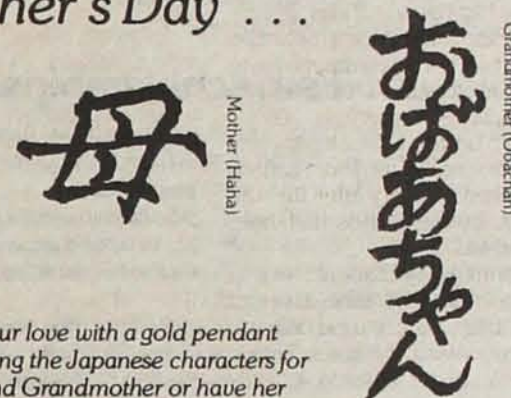 her's Day . . .
母
Mother (Haha)
おばあちゃん
Grandmother (Obachan)
ur love with a gold pendant
ng the Japanese characters for
nd Grandmother or have her